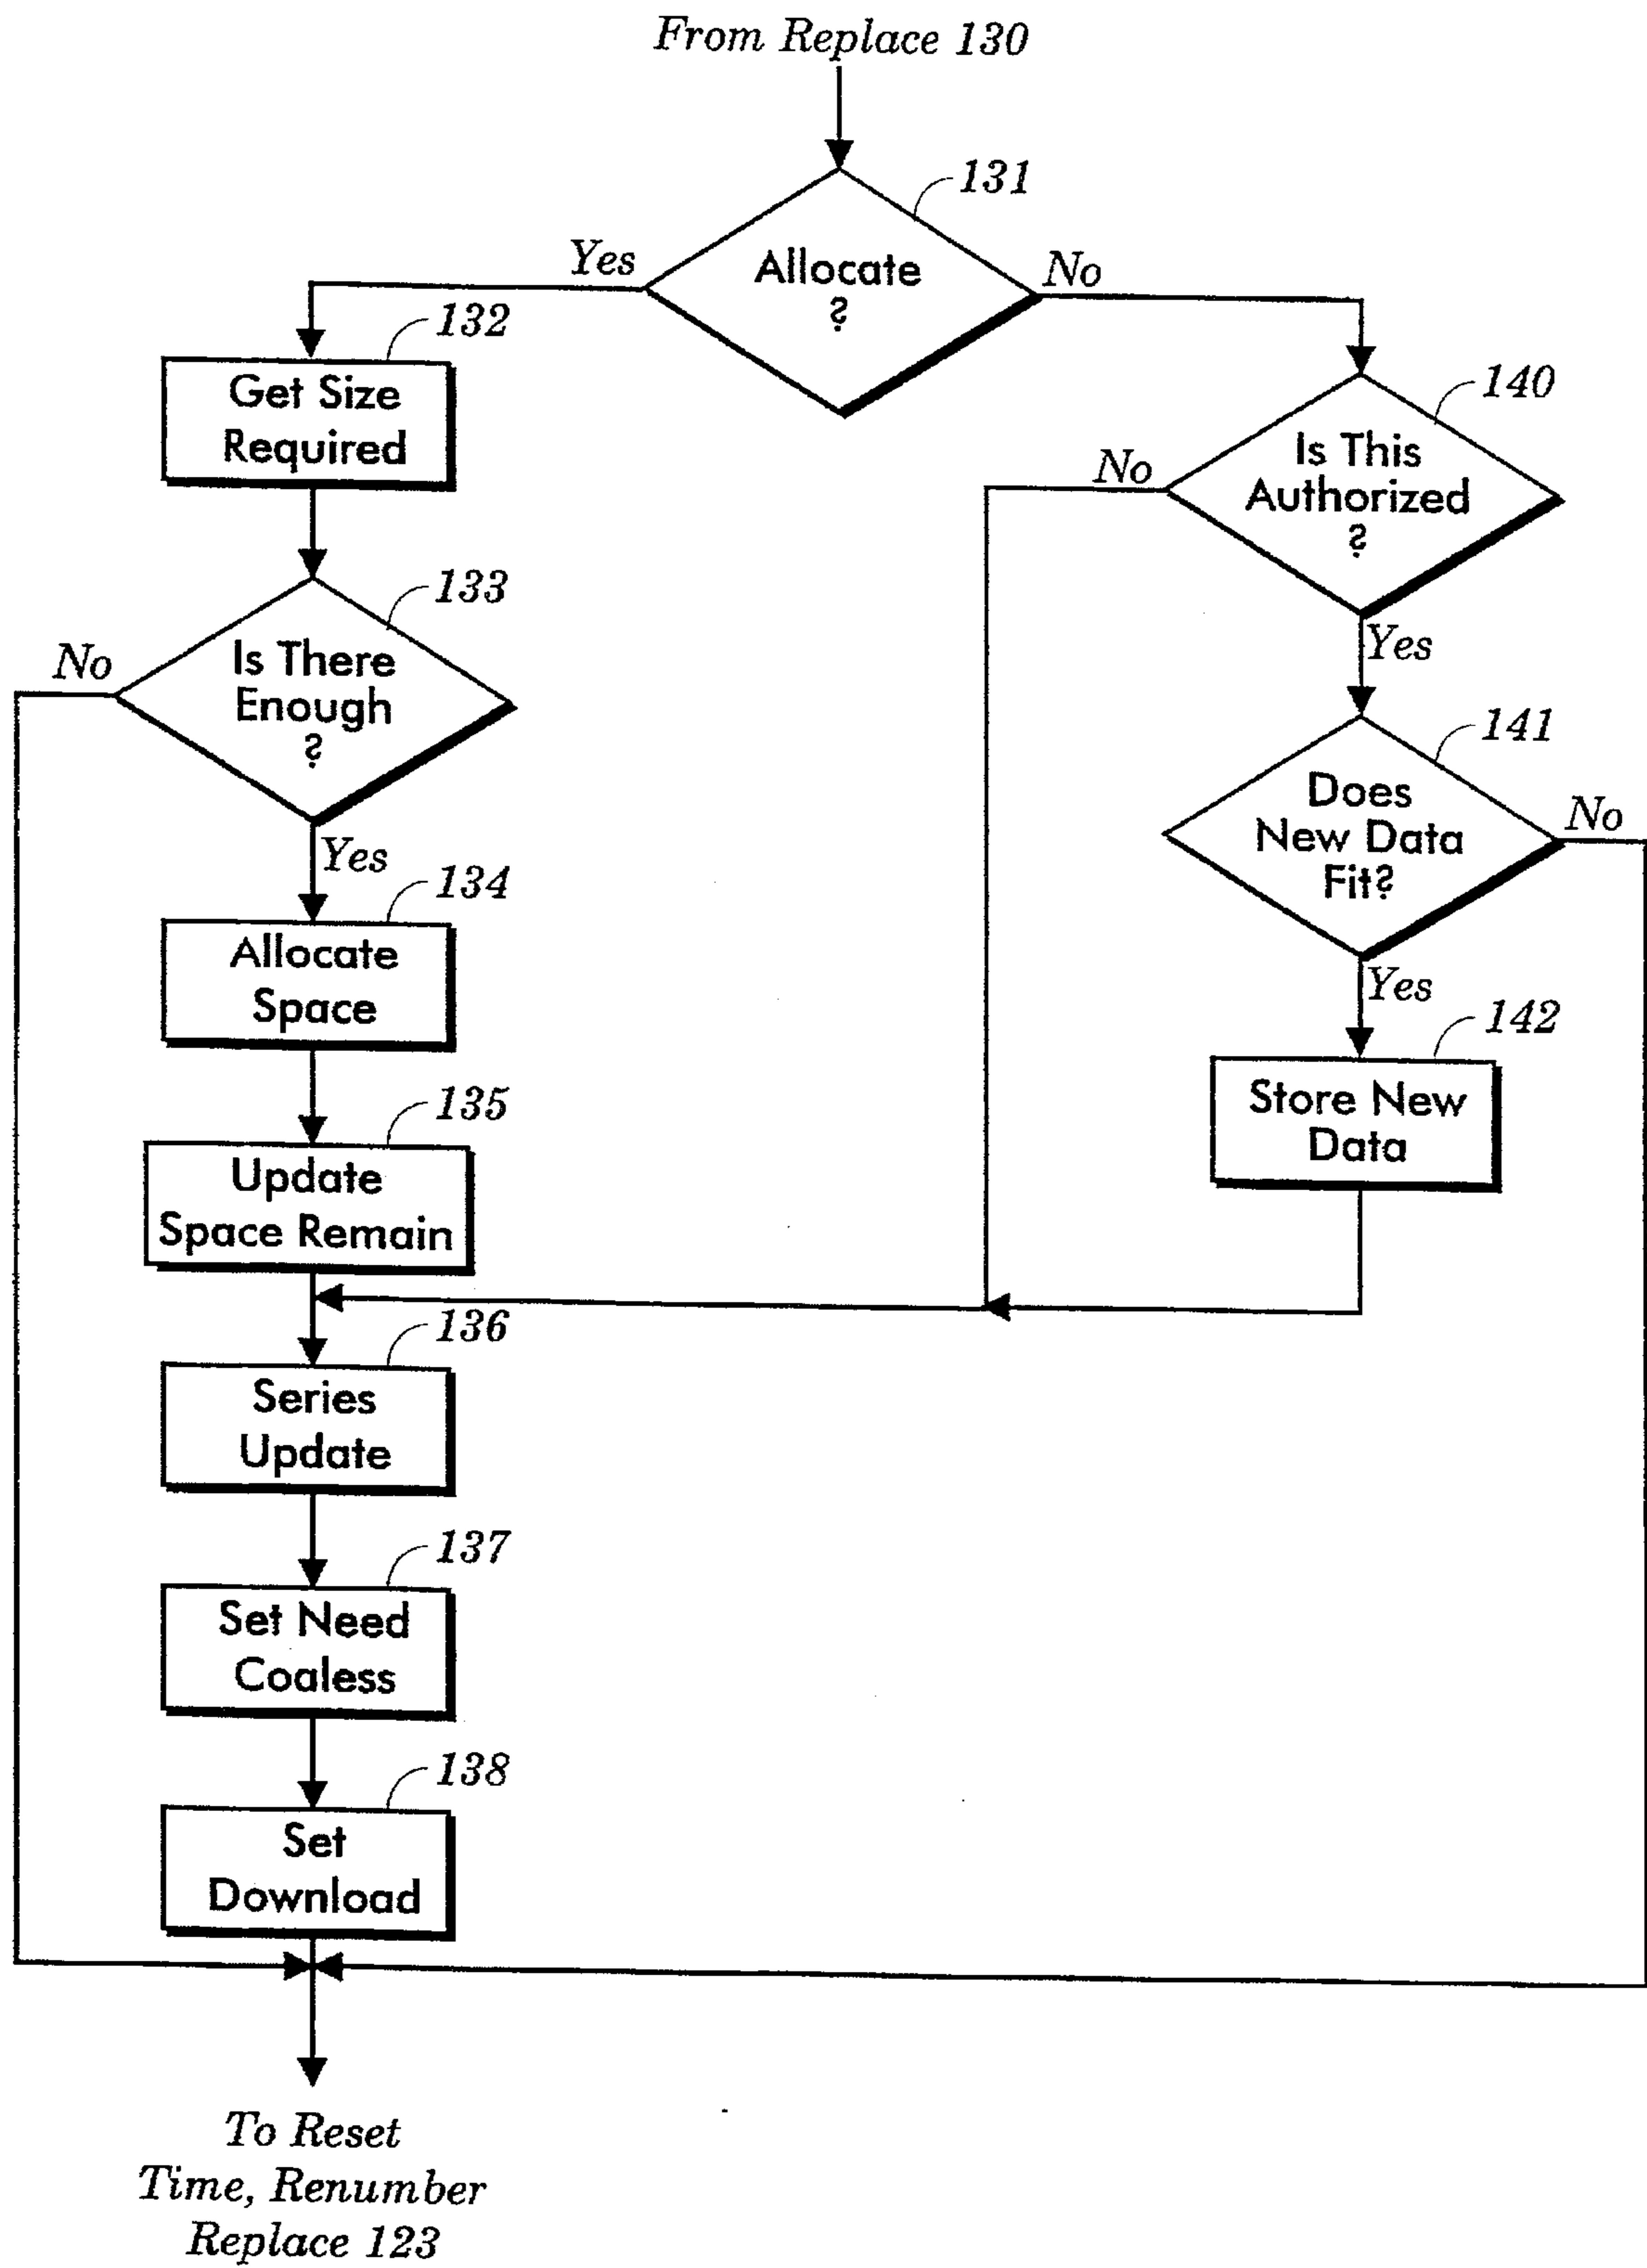 From Replace 130
131
Yes
Allocate
?
No
132
Get Size
Required
140
No
Is This
Authorized
?
Yes
133
No
Is There
Enough
?
Yes
141
Does
New Data
Fit?
No
Yes
134
Allocate
Space
142
Store New
Data
135
Update
Space Remain
136
Series
Update
137
Set Need
Coaless
138
Set
Download
To Reset
Time, Renumber
Replace 123